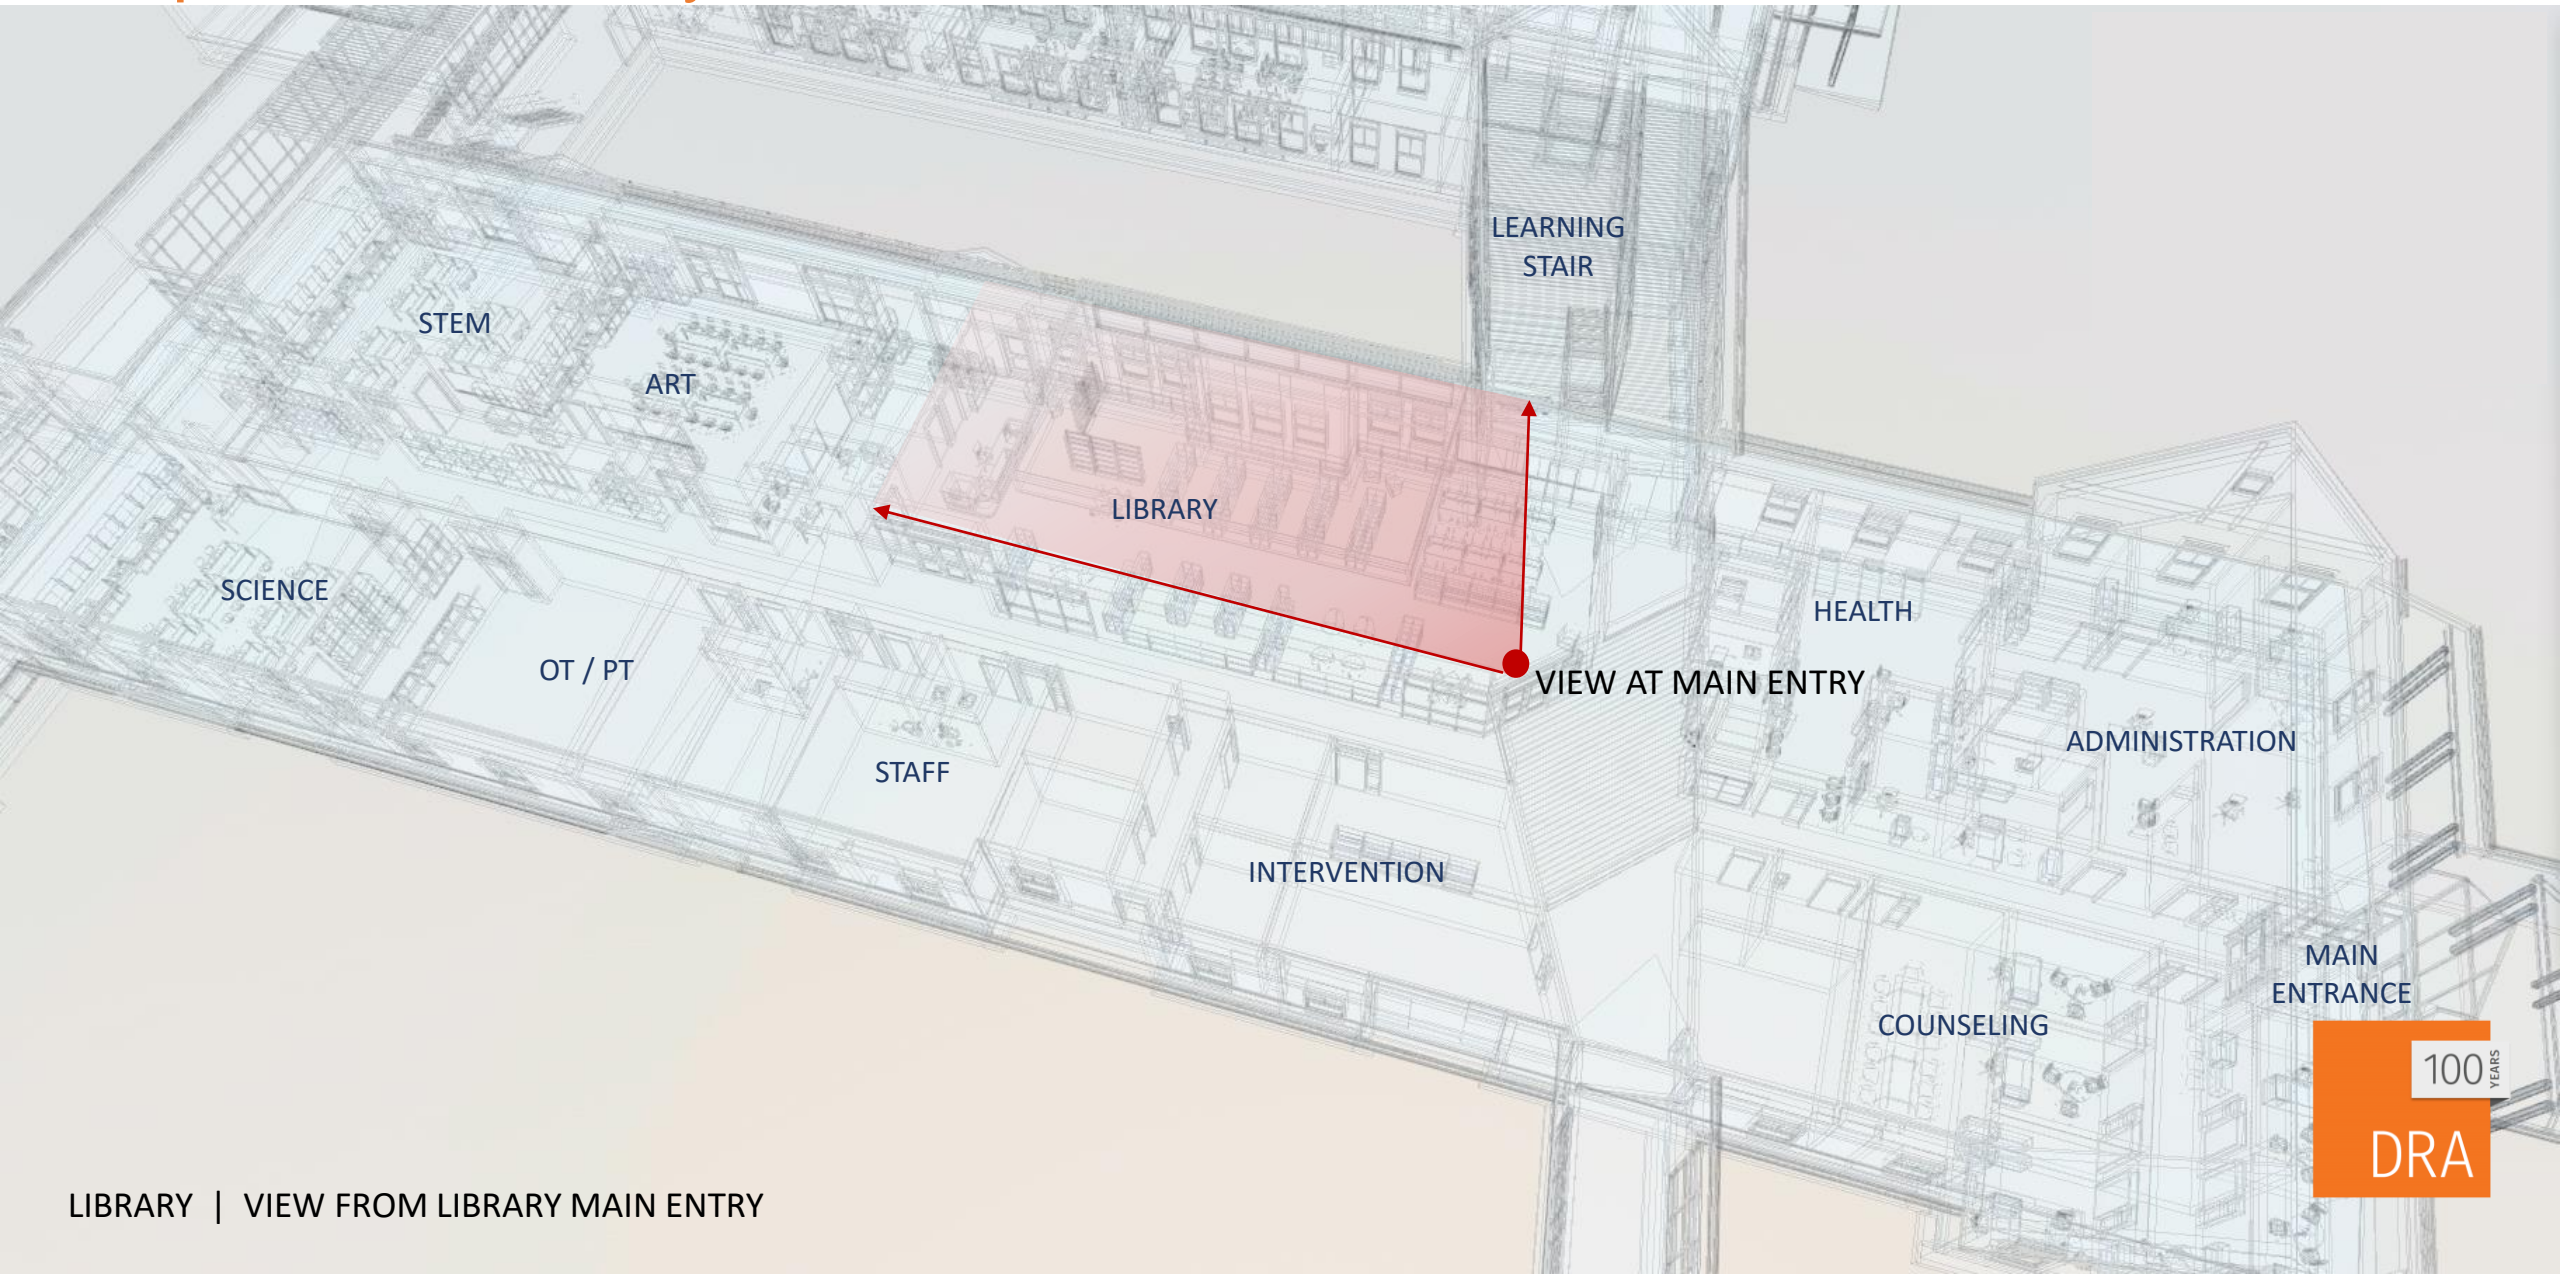 LEARNING
STAIR
STEM
ART
LIBRARY
SCIENCE
HEALTH
OT / PT
VIEW AT MAIN ENTRY
ADMINISTRATION
STAFF
INTERVENTION
MAIN
ENTRANCE
COUNSELING
100 YEARS
DRA
LIBRARY | VIEW FROM LIBRARY MAIN ENTRY